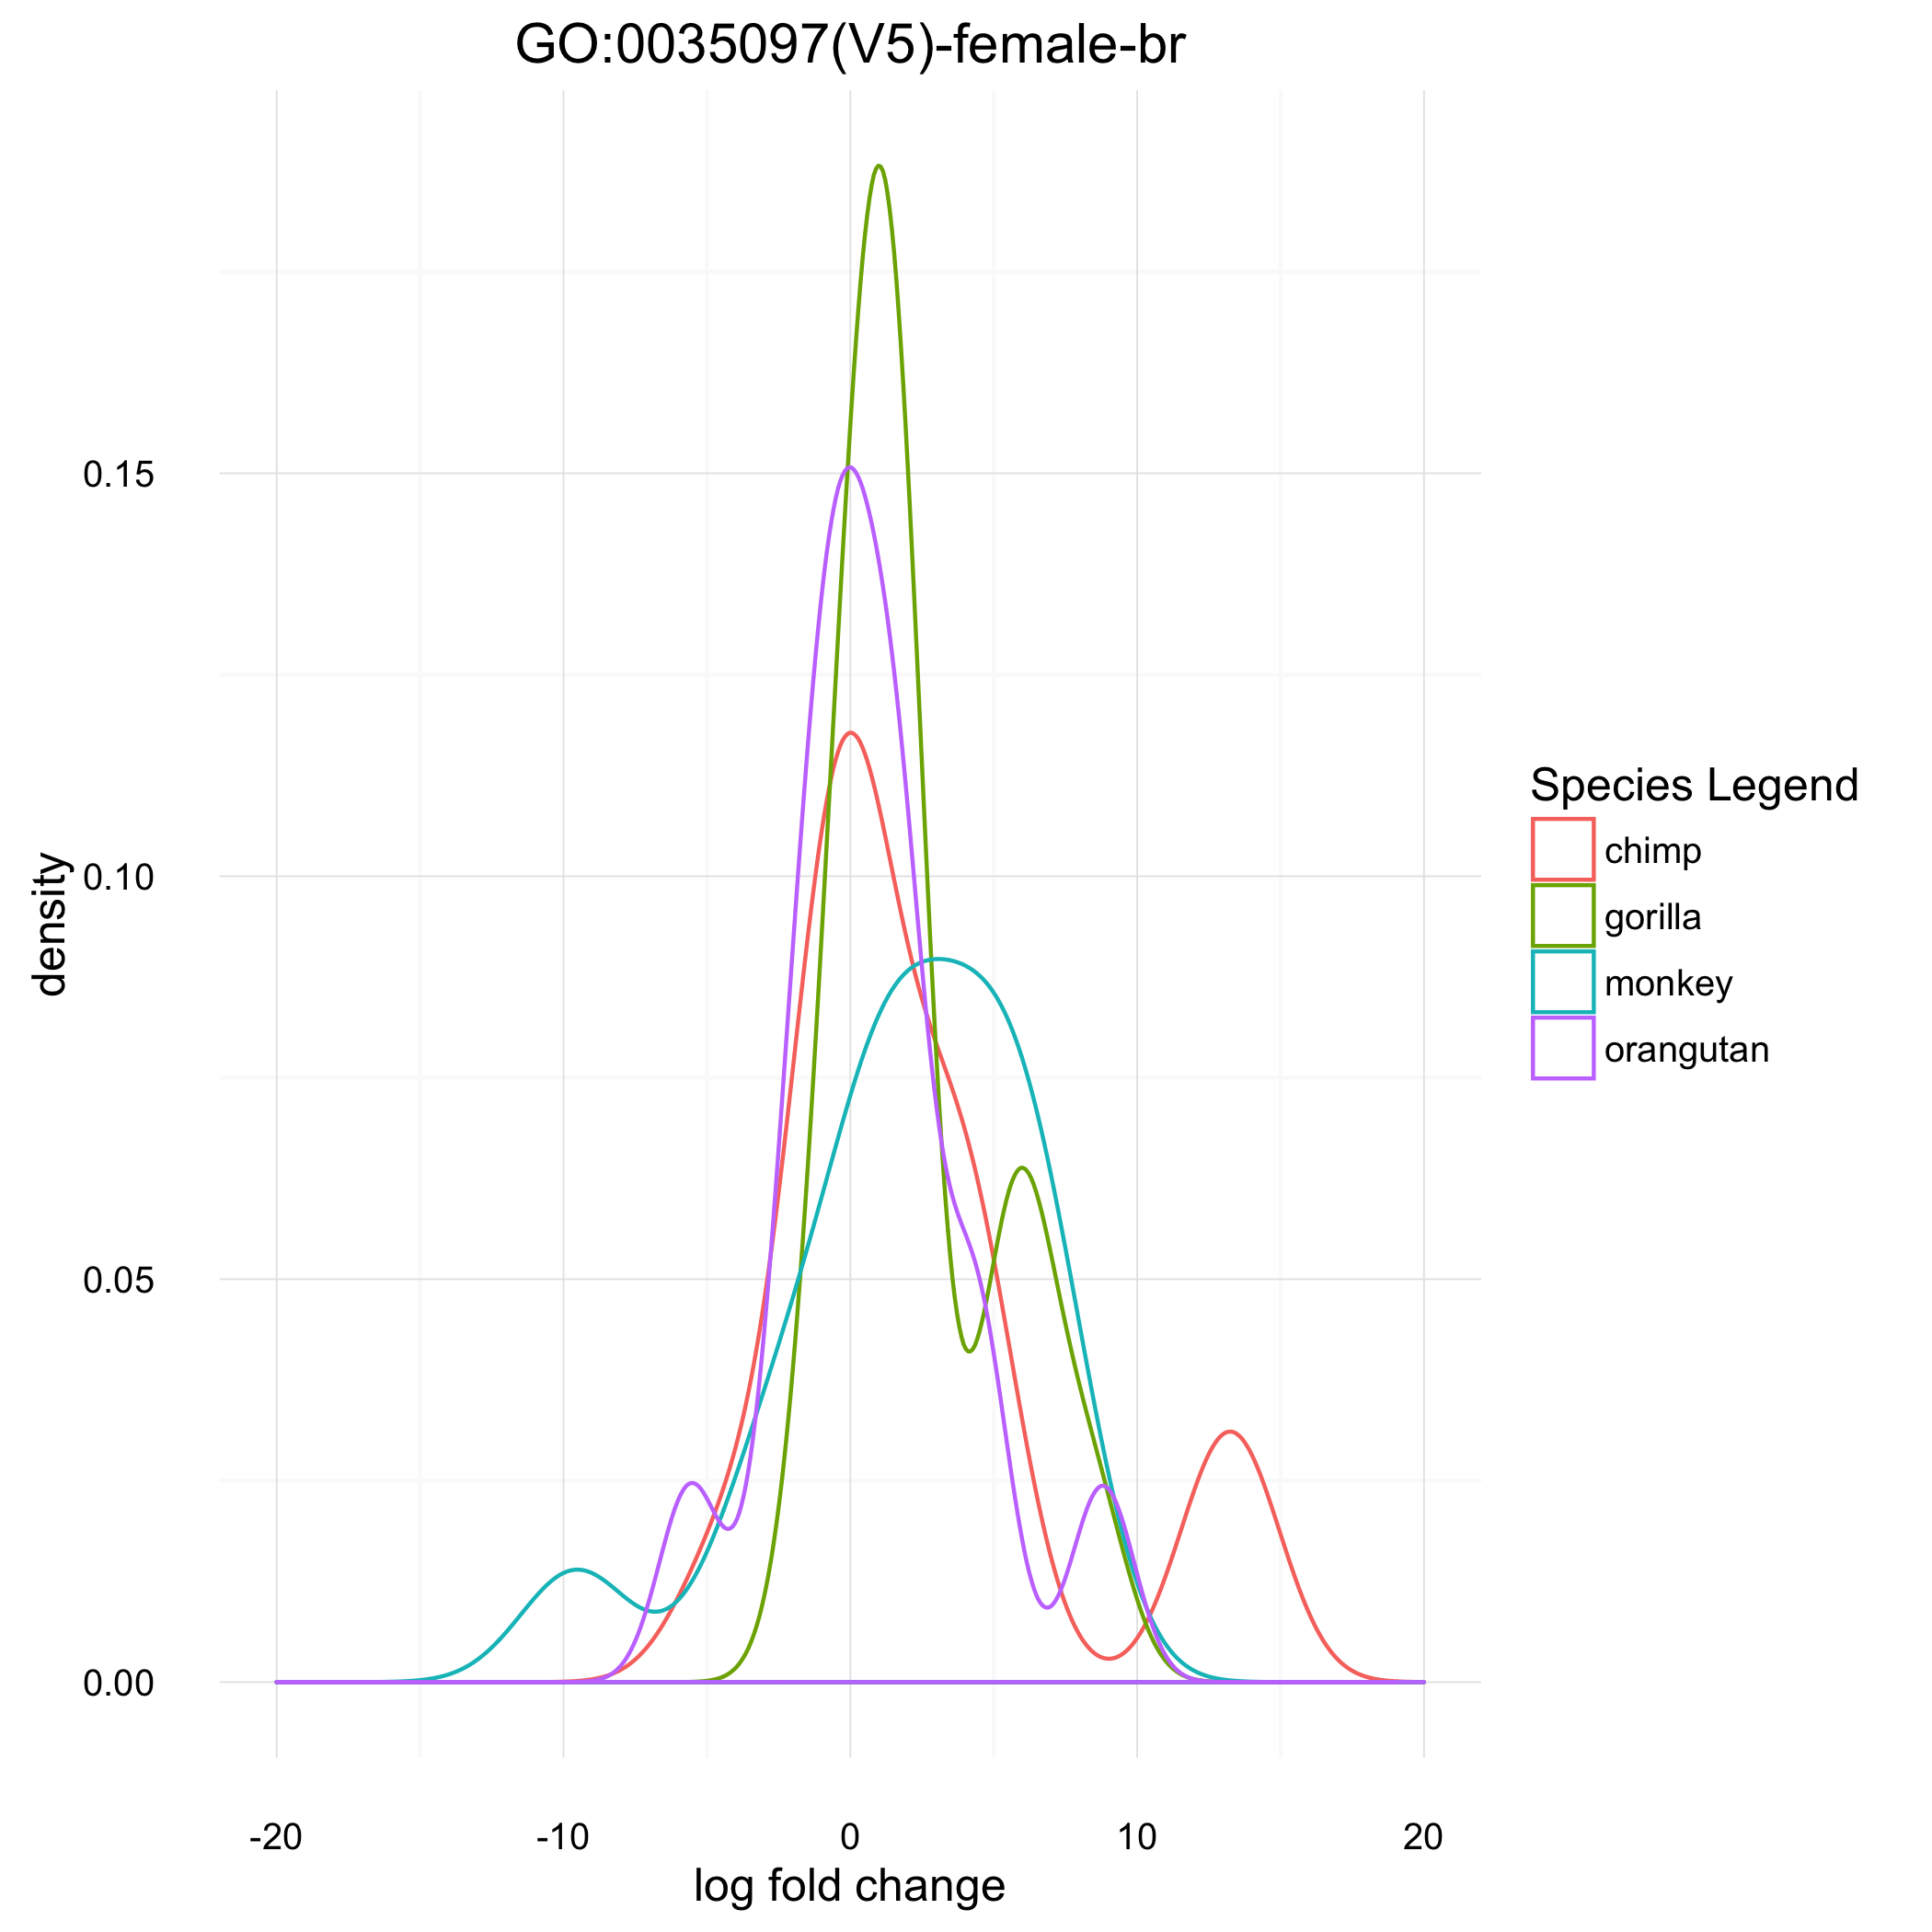 GO:0035097(V5)-female-br
density
0.15
0.10
0.05
0.00
-20 -10 0 10 20
log fold change
Species Legend
chimp
gorilla
monkey
orangutan